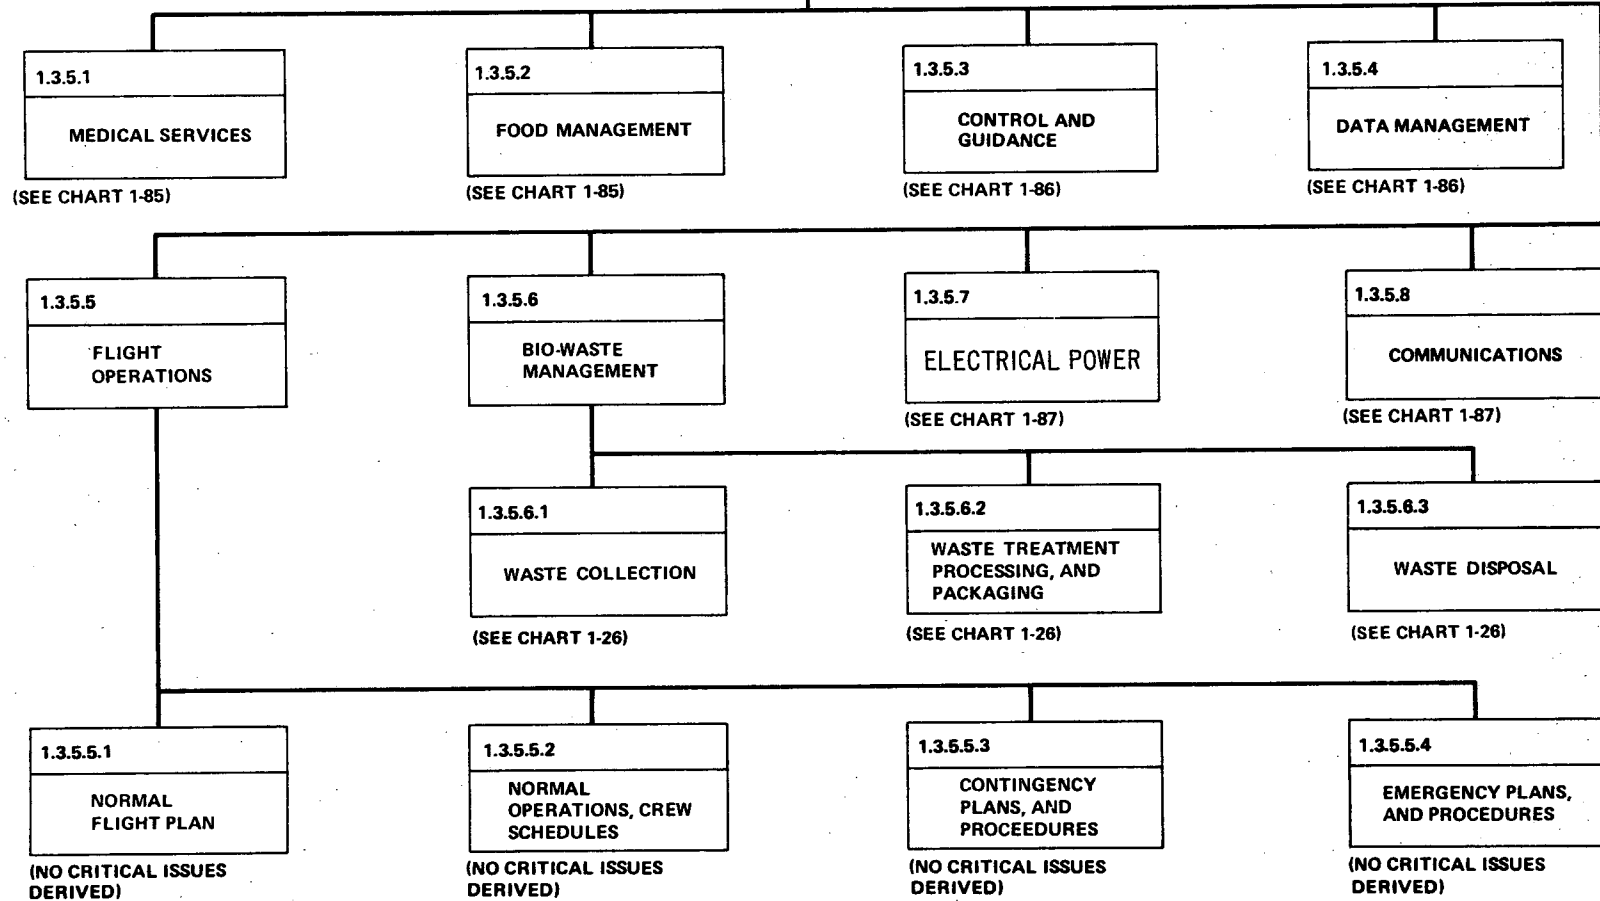 1.3.5.1
MEDICAL SERVICES
(SEE CHART 1-85)
1.3.5.2
FOOD MANAGEMENT
(SEE CHART 1-85)
1.3.5.3
CONTROL AND
GUIDANCE
(SEE CHART 1-86)
1.3.5.4
DATA MANAGEMENT
(SEE CHART 1-86)
1.3.5.5
FLIGHT
OPERATIONS
1.3.5.6
BIO-WASTE
MANAGEMENT
1.3.5.7
ELECTRICAL POWER
(SEE CHART 1-87)
1.3.5.8
COMMUNICATIONS
(SEE CHART 1-87)
1.3.5.6.1
WASTE COLLECTION
(SEE CHART 1-26)
1.3.5.6.2
WASTE TREATMENT
PROCESSING, AND
PACKAGING
(SEE CHART 1-26)
1.3.5.6.3
WASTE DISPOSAL
(SEE CHART 1-26)
1.3.5.5.1
NORMAL
FLIGHT PLAN
(NO CRITICAL ISSUES
DERIVED)
1.3.5.5.2
NORMAL
OPERATIONS, CREW
SCHEDULES
(NO CRITICAL ISSUES
DERIVED)
1.3.5.5.3
CONTINGENCY
PLANS, AND
PROCEEDURES
(NO CRITICAL ISSUES
DERIVED)
1.3.5.5.4
EMERGENCY PLANS,
AND PROCEDURES
(NO CRITICAL ISSUES
DERIVED)